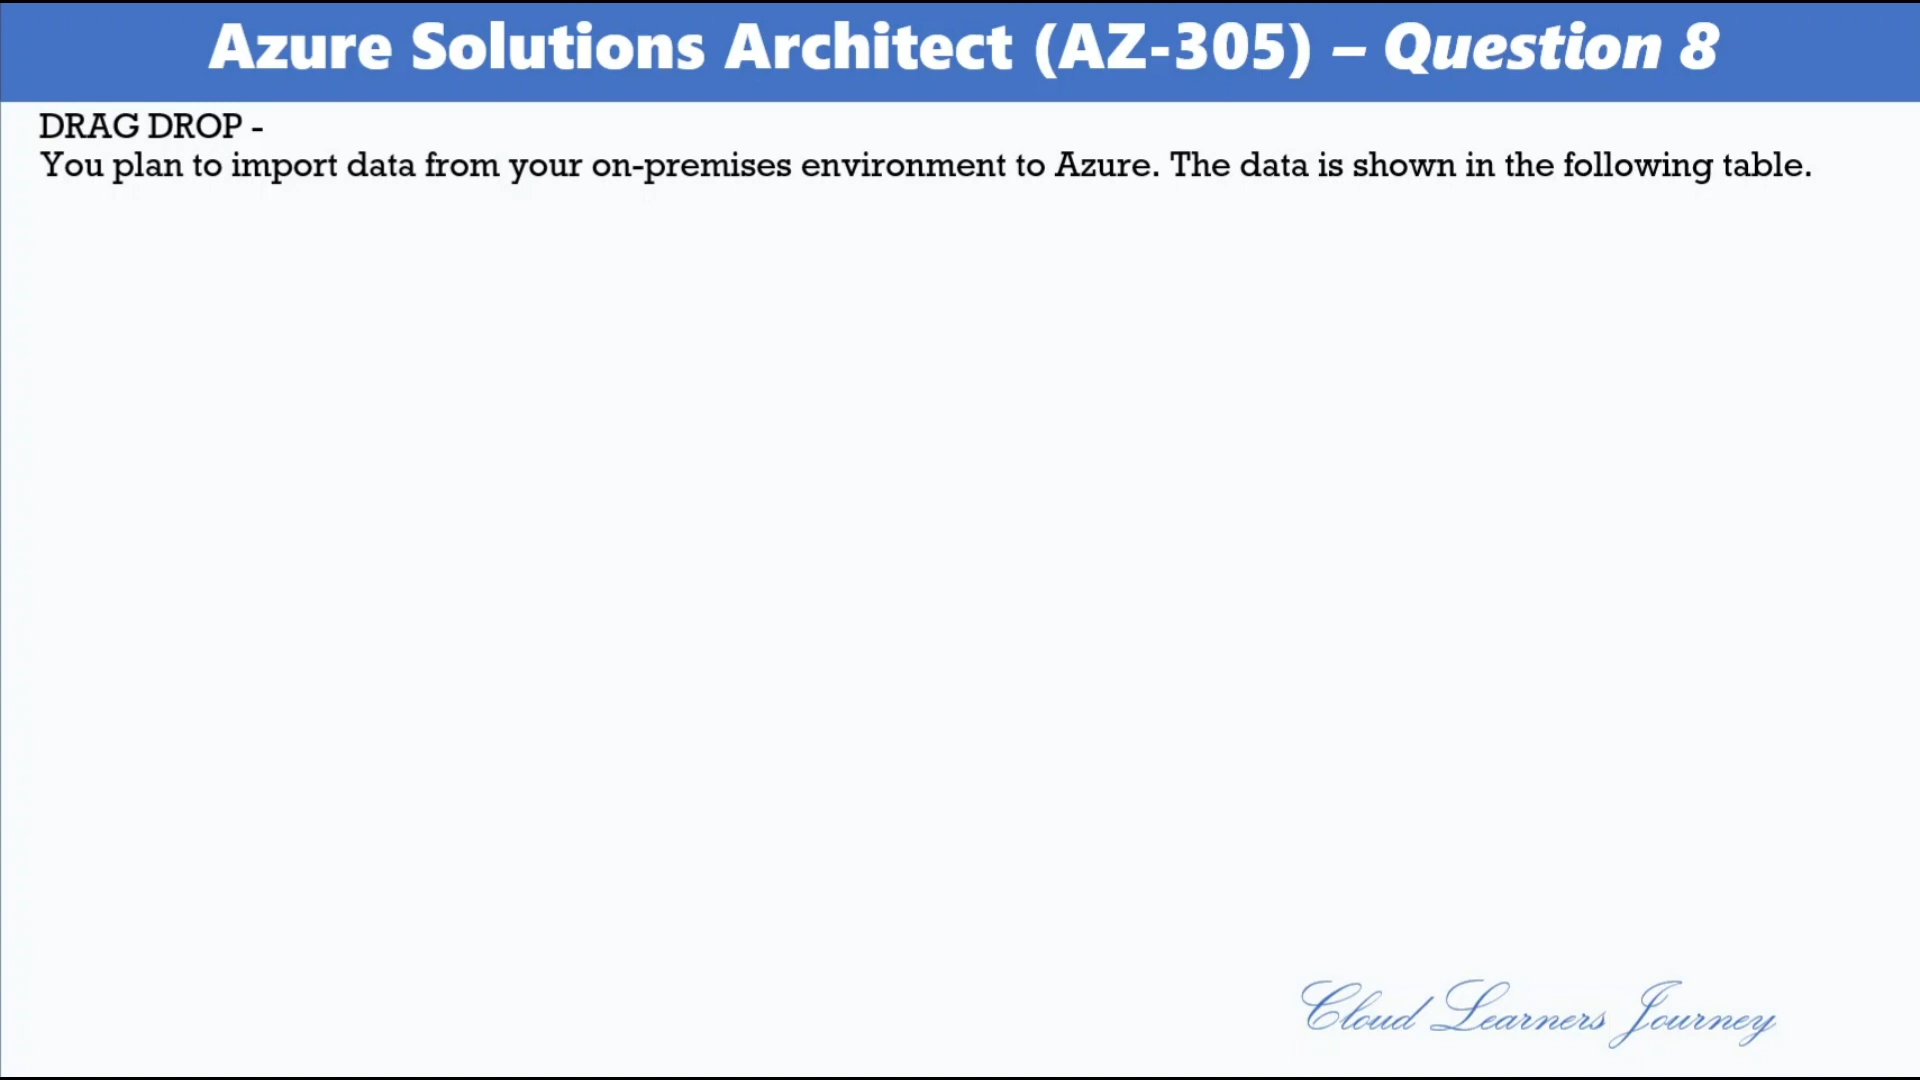 Azure Solutions Architect (AZ-305) – Question 8
DRAG DROP -
You plan to import data from your on-premises environment to Azure. The data is shown in the following table.
Cloud Learners Journey